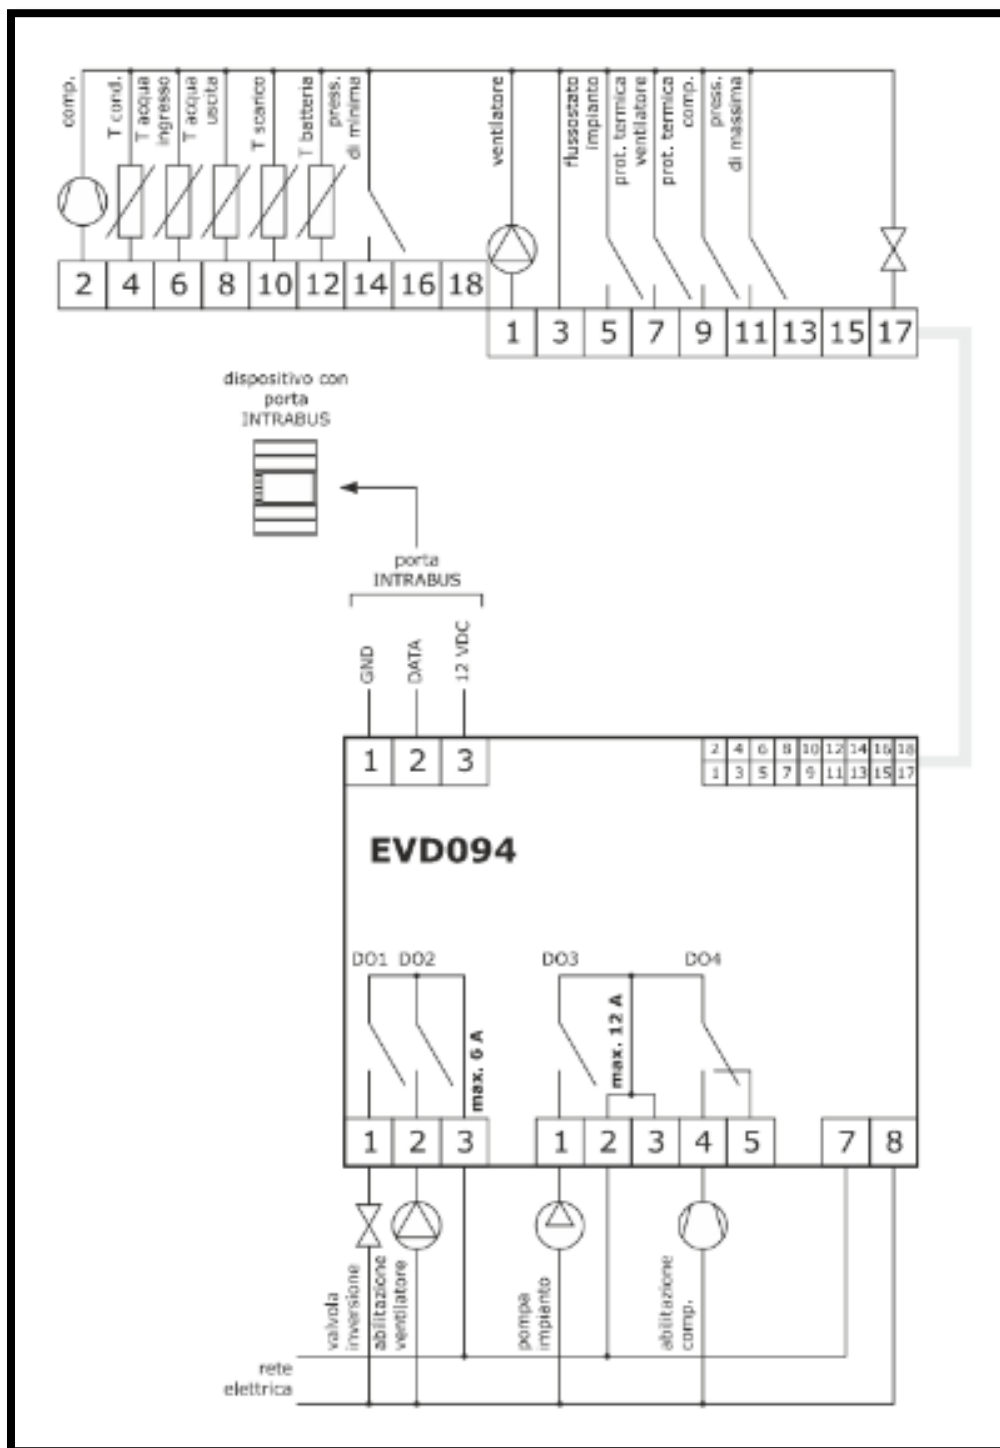 comp.
T cond.
T acqua
ingresso
T acqua
uscita
T scarico
T batteria
press.
di minima
ventilatore
flussostato
impianto
prot. termica
ventilatore
prot. termica
comp.
press.
di massima
2 4 6 8 10 12 14 16 18
1 3 5 7 9 11 13 15 17
dispositivo con
porta
INTRABUS
porta
INTRABUS
GND
DATA
12 VDC
1 2 3
2 4 6 8 10 12 14 16 18
1 3 5 7 9 11 13 15 17
EVD094
DO1 DO2 DO3 DO4
max. 6 A
max. 12 A
1 2 3 1 2 3 4 5 7 8
valvola
inversione
abilitazione
ventilatore
pompa
impianto
abilitazione
comp.
rete
elettrica